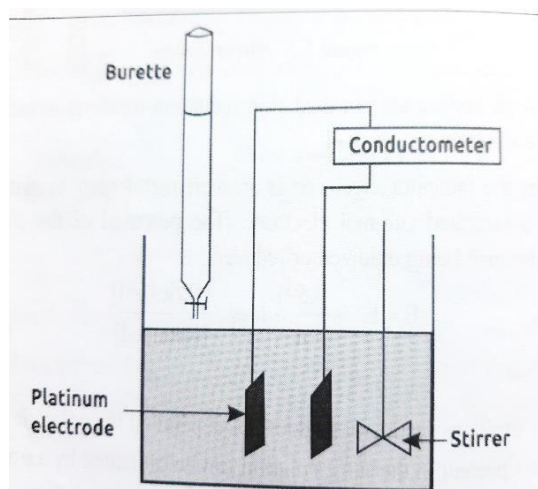 Burette
Conductometer
Platinum
electrode
Stirrer